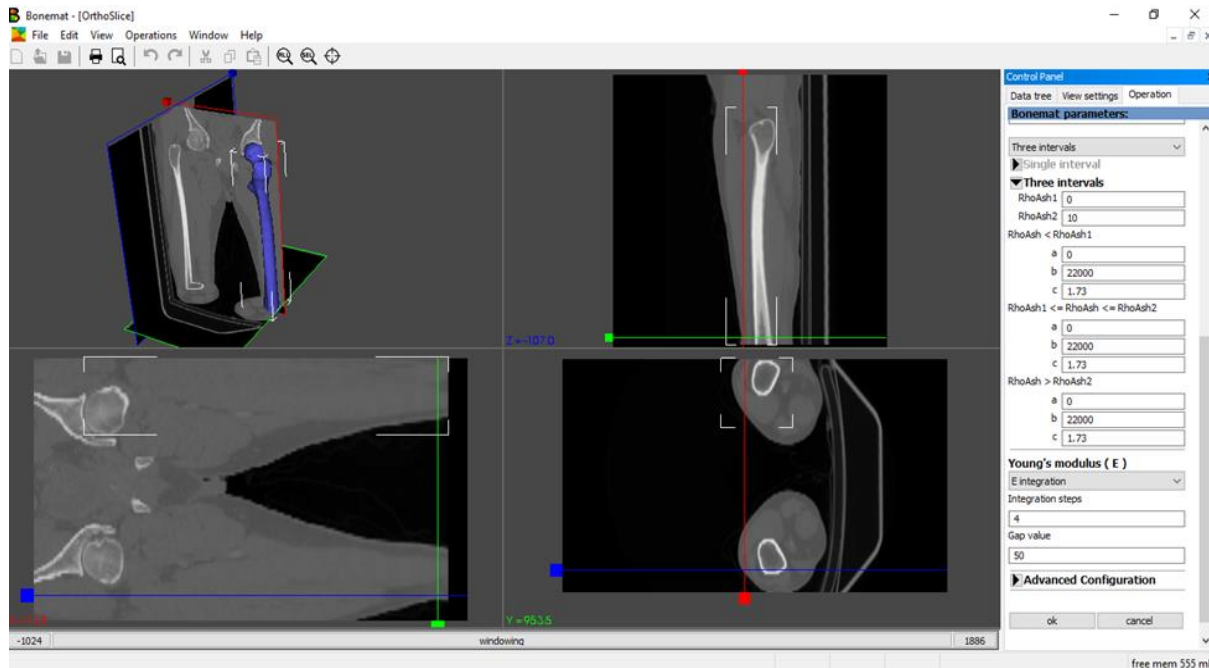 Bonemat - [OrthoSlice]
File Edit View Operations Window Help
ALL SEL
Z = -107.0
Y = 953.5
-1024 windowing 1886
Control Panel
Data tree View settings Operation
Bonemat parameters:
Three intervals
Single interval
Three intervals
RhoAsh1 0
RhoAsh2 10
RhoAsh < RhoAsh1
a 0
b 22000
c 1.73
RhoAsh1 <= RhoAsh <= RhoAsh2
a 0
b 22000
c 1.73
RhoAsh > RhoAsh2
a 0
b 22000
c 1.73
Young's modulus ( E )
E integration
Integration steps
4
Gap value
50
Advanced Configuration
ok cancel
free mem 555 m